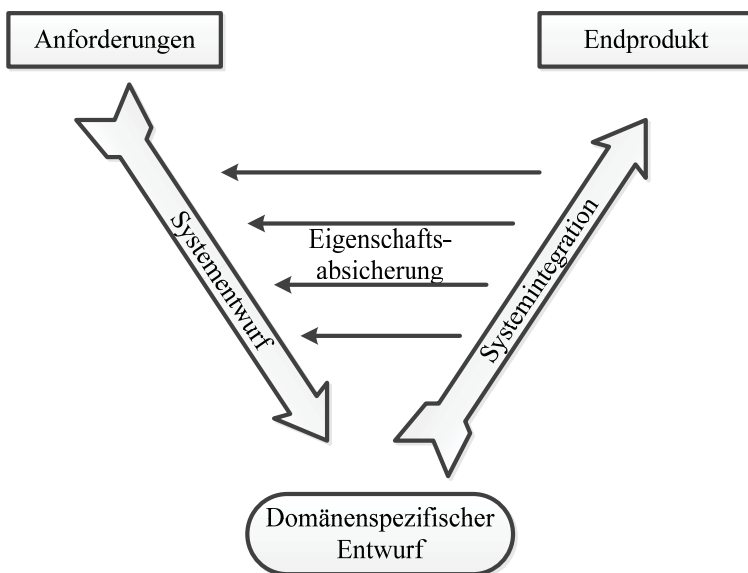 Anforderungen
Endprodukt
Systementwurf
Eigenschafts-
absicherung
Systemintegration
Domänenspezifischer
Entwurf